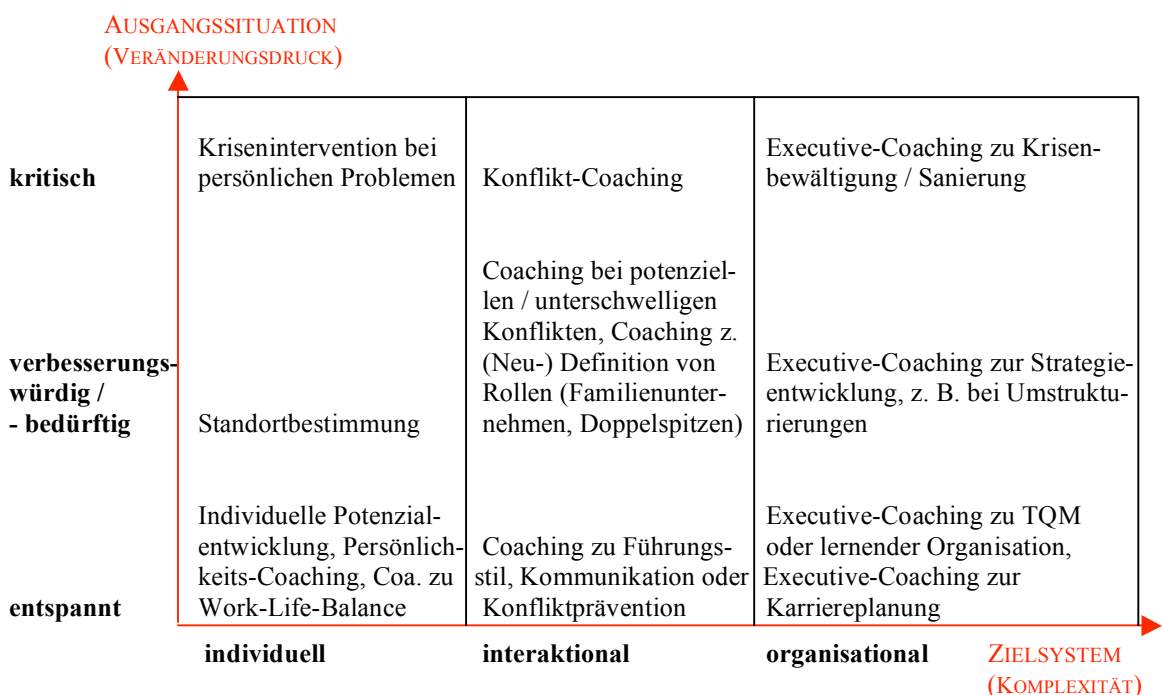 AUSGANGSSITUATION
(VERÄNDERUNGSDRUCK)
kritisch
Krisenintervention bei
persönlichen Problemen
Konflikt-Coaching
Executive-Coaching zu Krisen-
bewältigung / Sanierung
verbesserungs-
würdig /
- bedürftig
Standortbestimmung
Coaching bei potenziel-
len / unterschwelligen
Konflikten, Coaching z.
(Neu-) Definition von
Rollen (Familienunter-
nehmen, Doppelspitzen)
Executive-Coaching zur Strategie-
entwicklung, z. B. bei Umstruktu-
rierungen
entspannt
Individuelle Potenzial-
entwicklung, Persönlich-
keits-Coaching, Coa. zu
Work-Life-Balance
Coaching zu Führungs-
stil, Kommunikation oder
Konfliktprävention
Executive-Coaching zu TQM
oder lernender Organisation,
Executive-Coaching zur
Karriereplanung
individuell
interaktional
organisational
ZIELSYSTEM
(KOMPLEXITÄT)